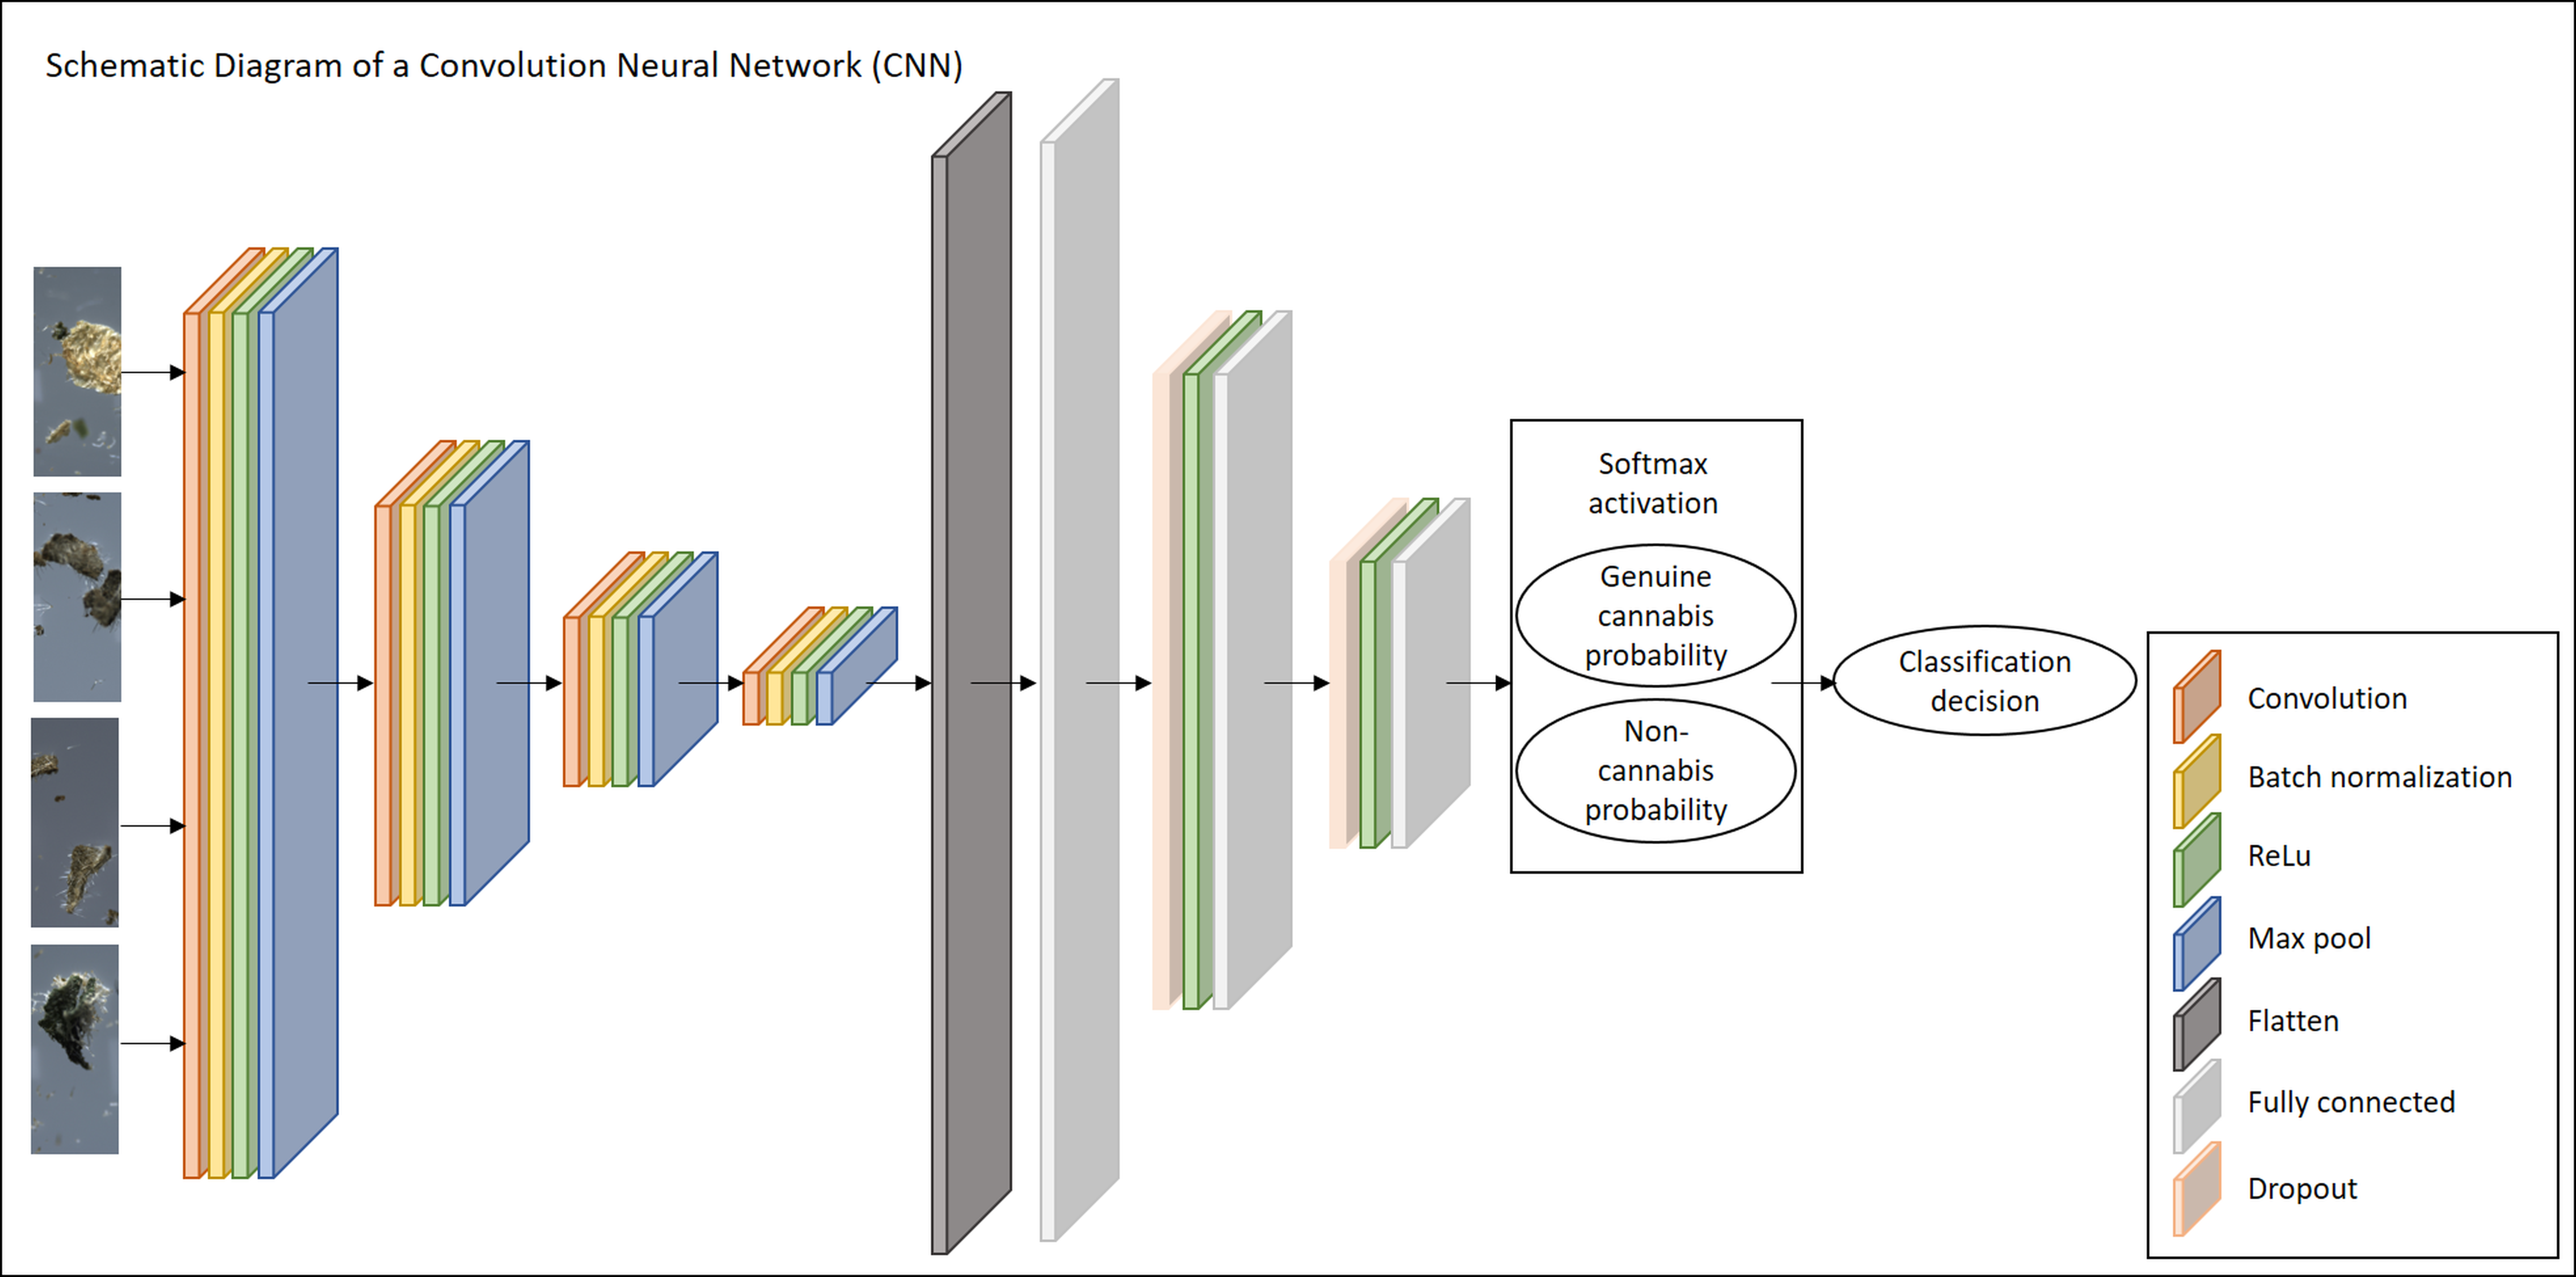 Schematic Diagram of a Convolution Neural Network (CNN)
Softmax
activation
Genuine
cannabis
probability
Non-
cannabis
probability
Classification
decision
Convolution
Batch normalization
ReLu
Max pool
Flatten
Fully connected
Dropout